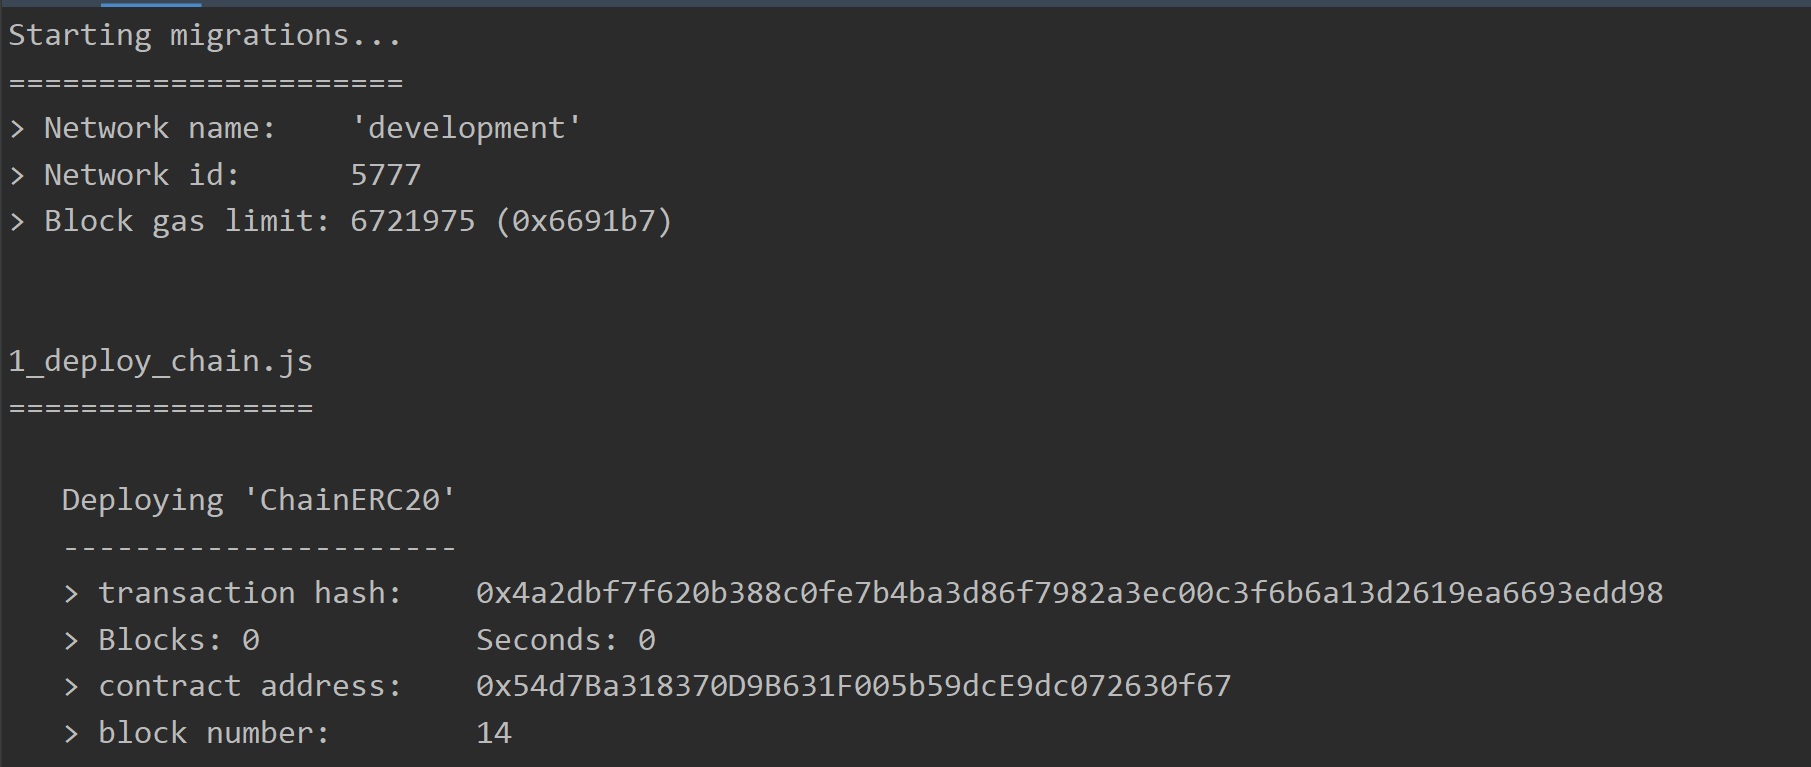 Starting migrations...
======================
> Network name:    'development'
> Network id:      5777
> Block gas limit: 6721975 (0x6691b7)
1_deploy_chain.js
=================
   Deploying 'ChainERC20'
   ----------------------
   > transaction hash:    0x4a2dbf7f620b388c0fe7b4ba3d86f7982a3ec00c3f6b6a13d2619ea6693edd98
   > Blocks: 0            Seconds: 0
   > contract address:    0x54d7Ba318370D9B631F005b59dcE9dc072630f67
   > block number:        14